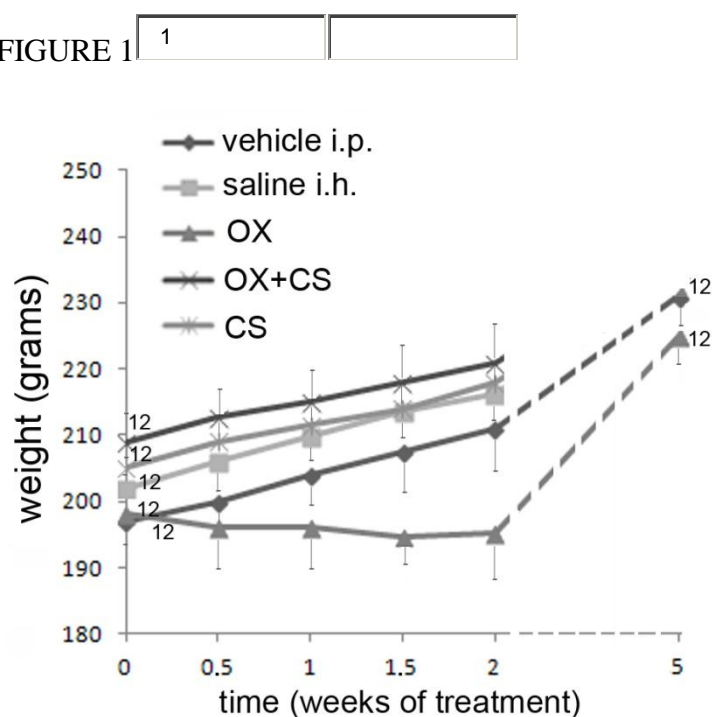 FIGURE 1
1
vehicle i.p.
saline i.h.
OX
OX+CS
CS
250
240
230
220
210
200
190
180
weight (grams)
12
12
12
12
12
12
12
0
0.5
1
1.5
2
5
time (weeks of treatment)